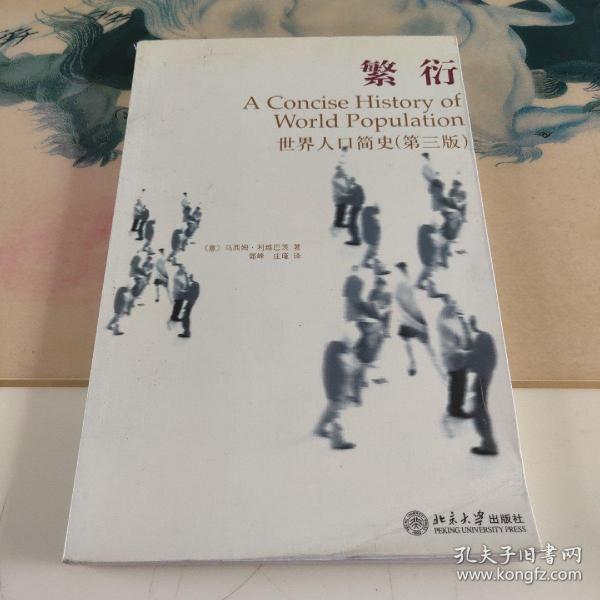 繁衍
A Concise History of
World Population
世界人口简史(第三版)
〔意〕马西姆·利维巴茨 著
郭峰 庄瑾 译
北京大学出版社
PEKING UNIVERSITY PRESS
孔夫子旧书网
www.kongfz.com